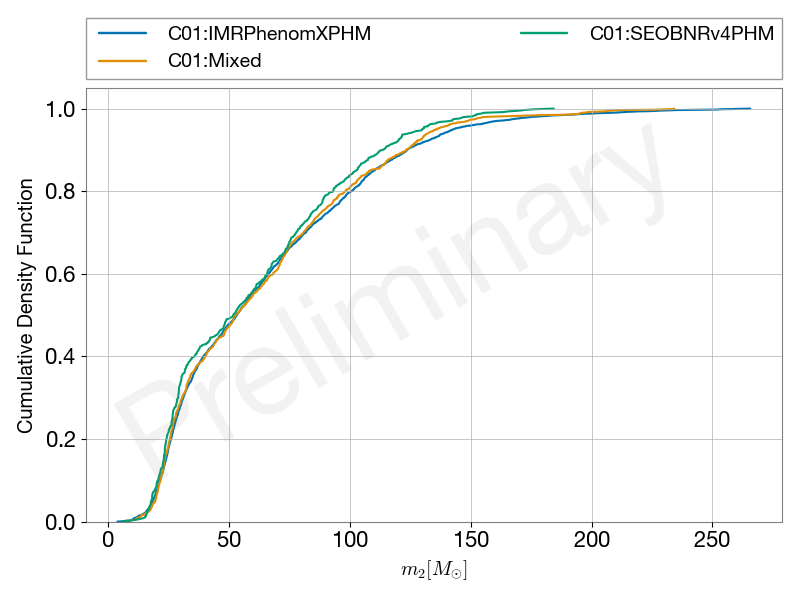 C01:IMRPhenomXPHM
C01:Mixed
C01:SEOBNRv4PHM
1.0
0.8
0.6
0.4
0.2
0.0
Cumulative Density Function
Preliminary
0 50 100 150 200 250
m₂[M⊙]